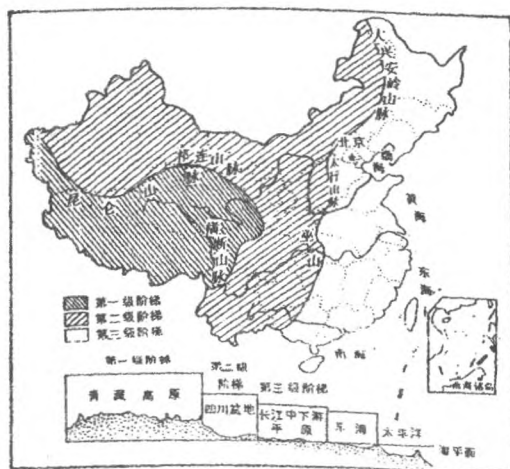 大兴安岭山脉
北京
渤海
太行山脉
祁连山脉
昆仑山脉
横断山脉
巫山
黄海
东海
南海
南海诸岛
第一级阶梯
第二级阶梯
第三级阶梯
第一级阶梯
第二级
阶梯
第三级阶梯
青藏高原
四川盆地
长江中下游
平原
东海
太平洋
海平面